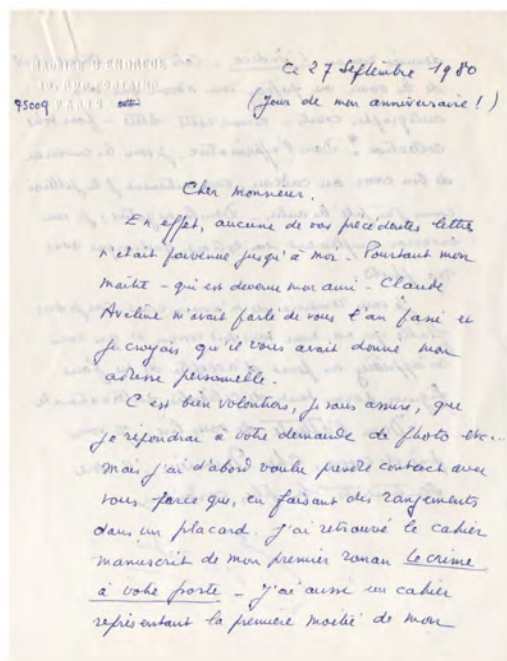 75009 PARIS
Ce 27 Septembre 1980
(Jour de mon anniversaire !)
Cher Monsieur.
En effet, aucune de vos précédentes lettre
n'était parvenue jusqu'à moi - Pourtant mon
maître - qui est devenu mon ami - Claude
Aveline m'avait parlé de vous l'an passé et
je croyais qu'il vous avait donné mon
adresse personnelle.
C'est bien volontiers, je vous assure, que
je répondrai à votre demande de photo etc...
mais j'ai d'abord voulu prendre contact avec
vous parce que, en faisant des rangements
dans un placard. J'ai retrouvé le cahier
manuscrit de mon premier roman le crime
à votre porte - J'ai aussi un cahier
représentant la première moitié de mon